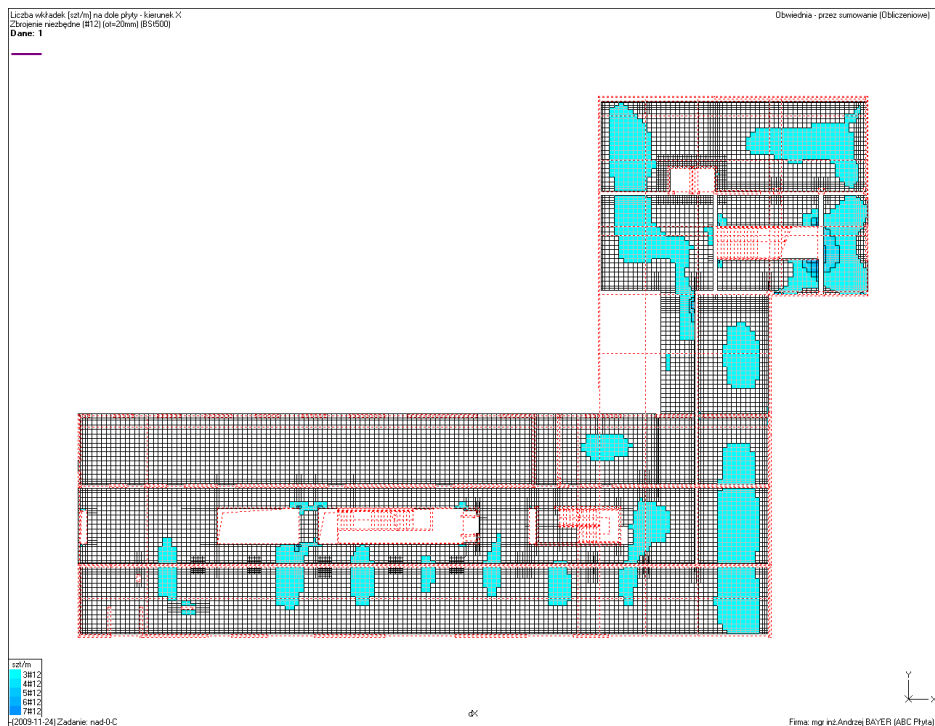 Liczba wkładek [szt/m] na dole płyty - kierunek X
Zbrojenie niezbędne (#12) (ot=20mm) (BSt500)
Dane: 1
Obwiednia - przez sumowanie (Obliczeniowe)
szt/m
3#12
4#12
5#12
6#12
7#12
Y
X
dX
(2009-11-24) Zadanie: nad-0-C
Firma: mgr inż.Andrzej BAYER (ABC Płyta)